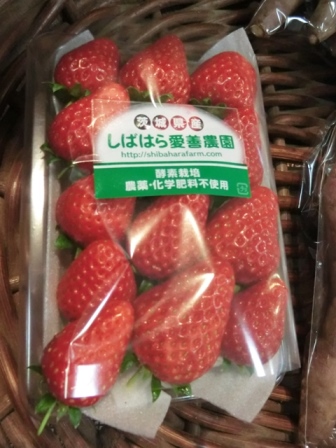 茨城県産
しばはら愛善農園
http://shibaharafarm.com
酵素栽培
農薬・化学肥料不使用